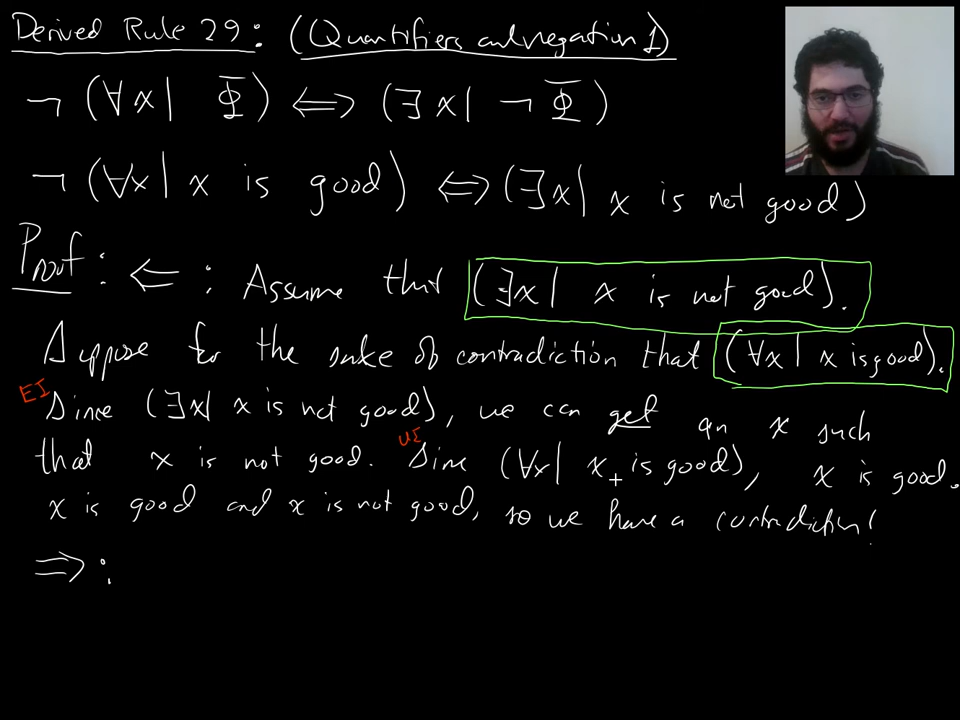 Derived Rule 29: (Quantifiers and negation 1)
¬ (∀x| Φ) ⟺ (∃x| ¬ Φ)
¬ (∀x| x is good) ⟺ (∃x| x is not good)
Proof: ⟸ : Assume that (∃x| x is not good).
Suppose for the sake of contradiction that (∀x| x is good).
EI
Since (∃x| x is not good), we can get an x such
UI
that x is not good. Since (∀x| x is good), x is good.
x is good and x is not good, so we have a contradiction!
⟹ :